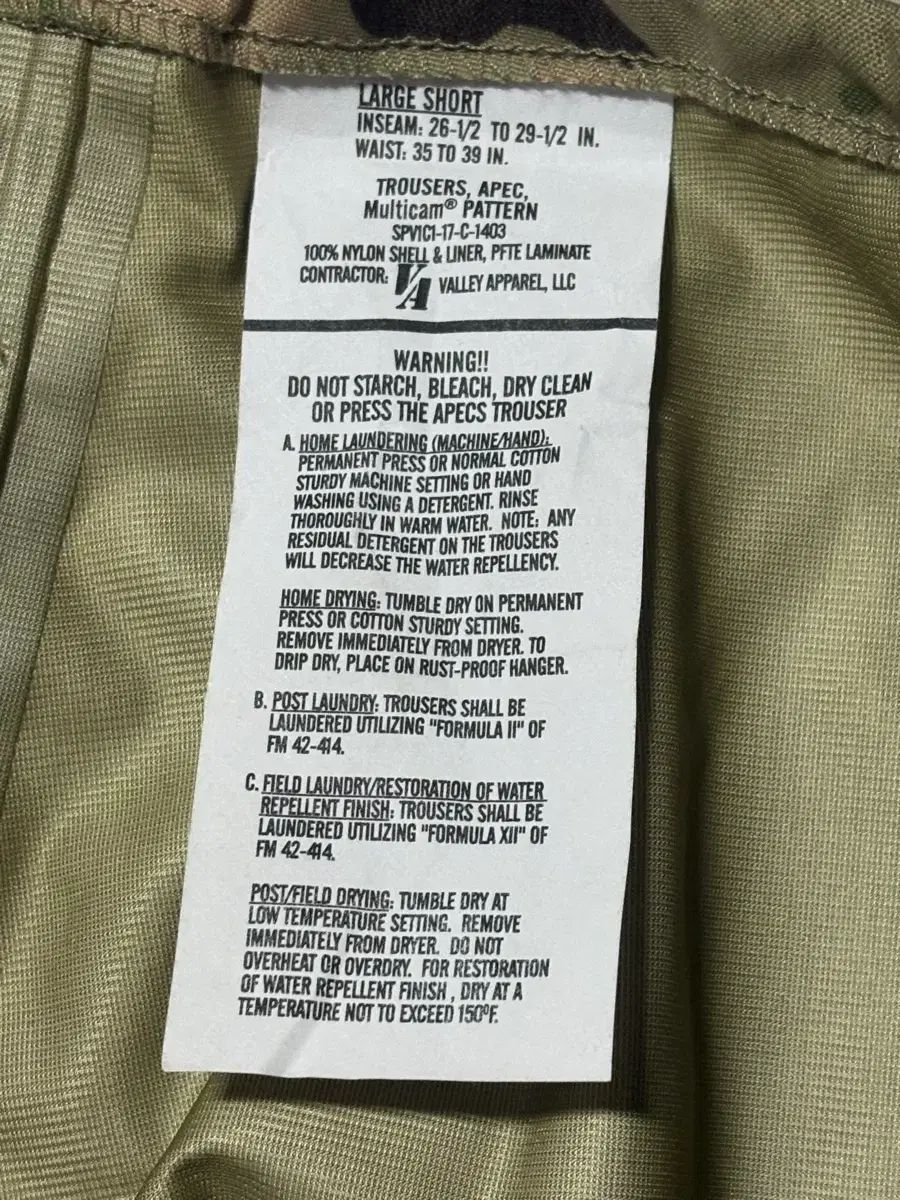 LARGE SHORT
INSEAM: 26-1/2 TO 29-1/2 IN.
WAIST: 35 TO 39 IN.
TROUSERS, APEC,
Multicam® PATTERN
SPV1C1-17-C-1403
100% NYLON SHELL & LINER, PFTE LAMINATE
CONTRACTOR: VA VALLEY APPAREL, LLC
WARNING!!
DO NOT STARCH, BLEACH, DRY CLEAN
OR PRESS THE APECS TROUSER
A. HOME LAUNDERING (MACHINE/HAND):
PERMANENT PRESS OR NORMAL COTTON
STURDY MACHINE SETTING OR HAND
WASHING USING A DETERGENT. RINSE
THOROUGHLY IN WARM WATER. NOTE: ANY
RESIDUAL DETERGENT ON THE TROUSERS
WILL DECREASE THE WATER REPELLENCY.
HOME DRYING: TUMBLE DRY ON PERMANENT
PRESS OR COTTON STURDY SETTING.
REMOVE IMMEDIATELY FROM DRYER. TO
DRIP DRY, PLACE ON RUST-PROOF HANGER.
B. POST LAUNDRY: TROUSERS SHALL BE
LAUNDERED UTILIZING "FORMULA II" OF
FM 42-414.
C. FIELD LAUNDRY/RESTORATION OF WATER
REPELLENT FINISH: TROUSERS SHALL BE
LAUNDERED UTILIZING "FORMULA XII" OF
FM 42-414.
POST/FIELD DRYING: TUMBLE DRY AT
LOW TEMPERATURE SETTING. REMOVE
IMMEDIATELY FROM DRYER. DO NOT
OVERHEAT OR OVERDRY. FOR RESTORATION
OF WATER REPELLENT FINISH , DRY AT A
TEMPERATURE NOT TO EXCEED 150ºF.